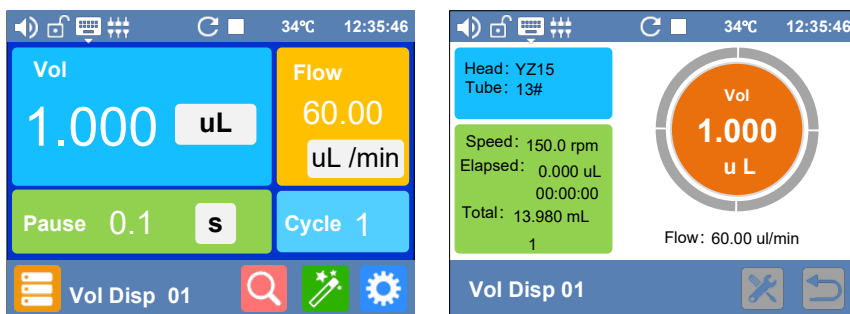 34℃ 12:35:46
Vol
1.000 uL
Flow
60.00
uL /min
Pause 0.1 s
Cycle 1
Vol Disp 01
34℃ 12:35:46
Head: YZ15
Tube: 13#
Speed: 150.0 rpm
Elapsed: 0.000 uL
00:00:00
Total: 13.980 mL
1
Vol
1.000
u L
Flow: 60.00 ul/min
Vol Disp 01